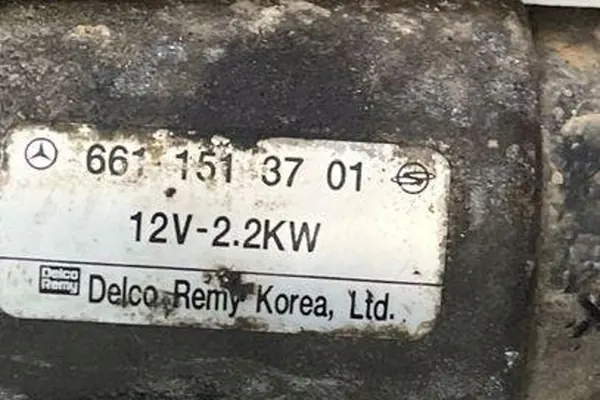 661 151 37 01
12V-2.2KW
Delco Remy Delco Remy Korea, Ltd.